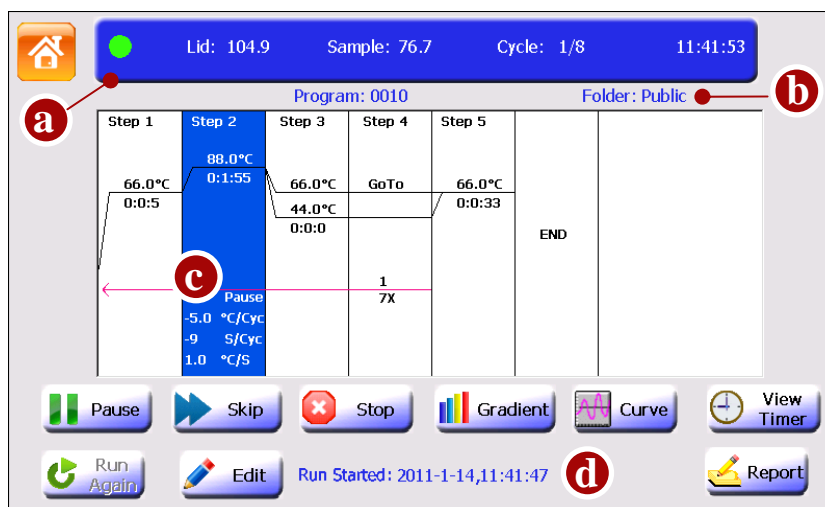 Lid: 104.9 Sample: 76.7 Cycle: 1/8 11:41:53
a
b
Program: 0010 Folder: Public
Step 1 Step 2 Step 3 Step 4 Step 5
88.0°C
66.0°C 0:1:55 66.0°C GoTo 66.0°C
0:0:5 44.0°C 0:0:33
0:0:0
END
c
1
Pause 7X
-5.0 °C/Cyc
-9 S/Cyc
1.0 °C/S
Pause Skip Stop Gradient Curve View Timer
Run Again Edit Run Started: 2011-1-14,11:41:47 d Report